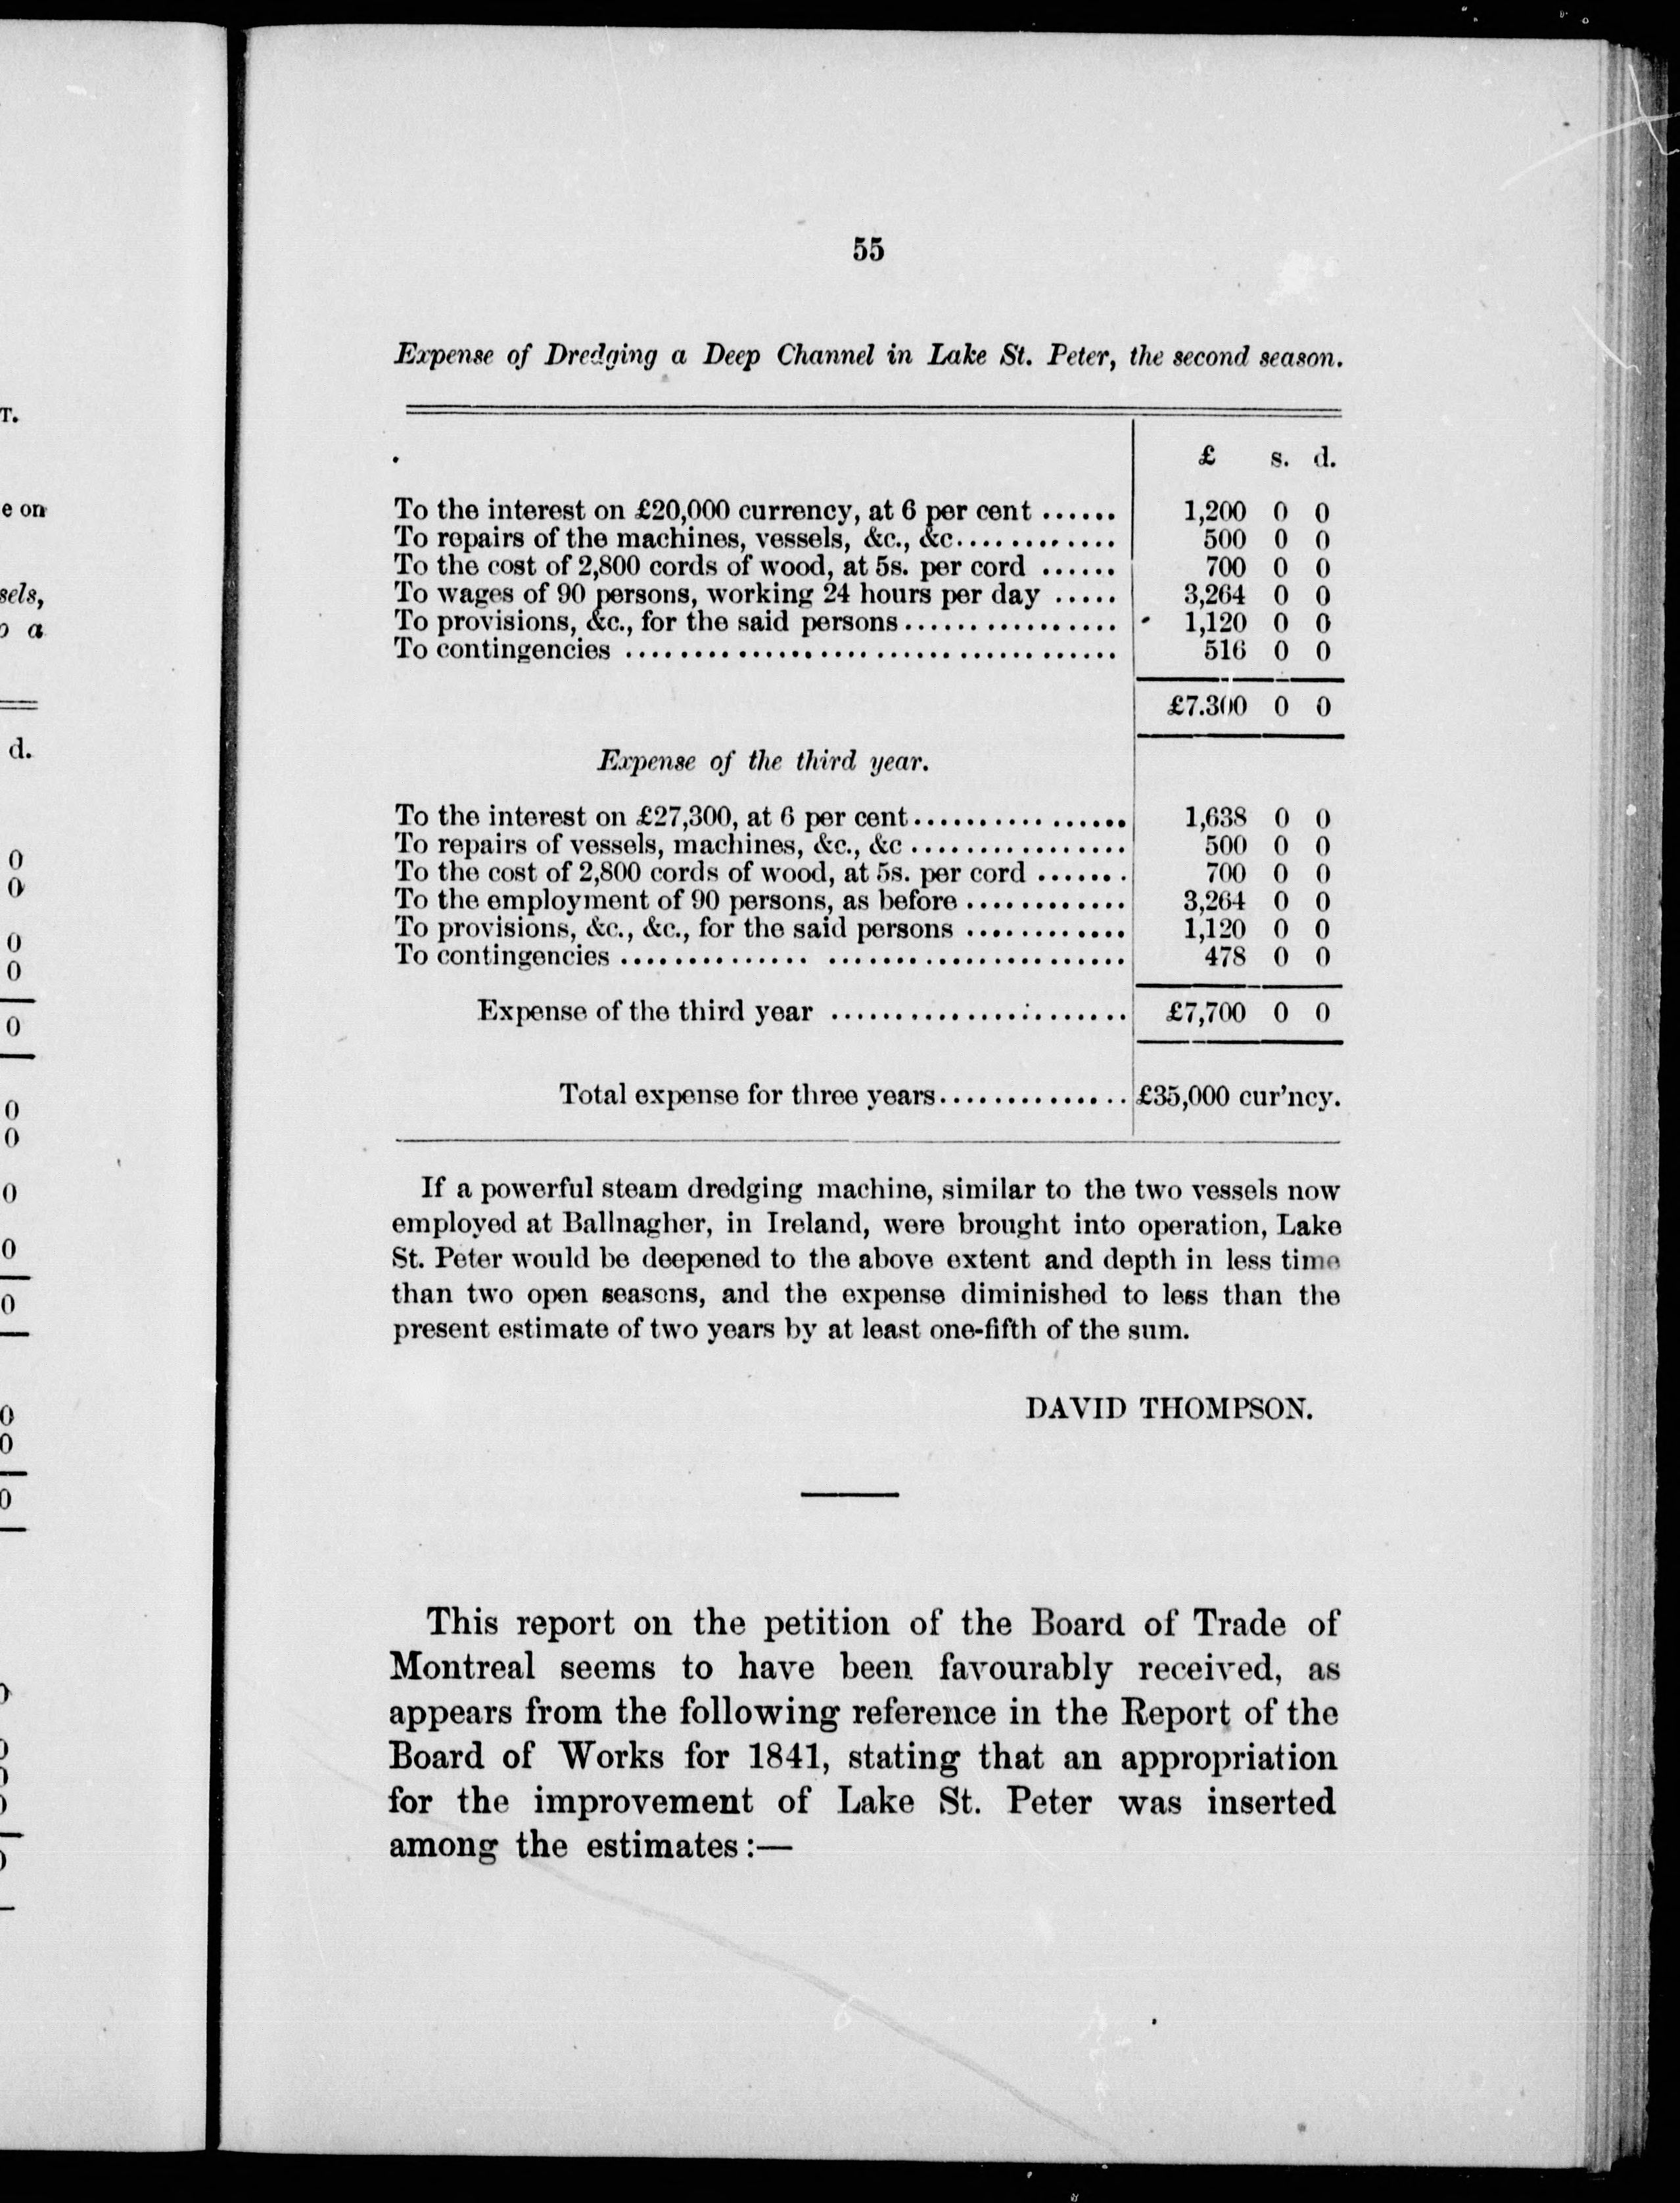 T.
e on
sels,
o a
d.
0
0
0
0
0
0
0
0
0
0
0
0
0
55
Expense of Dredging a Deep Channel in Lake St. Peter, the second season.
£ s. d.
To the interest on £20,000 currency, at 6 per cent ...... 1,200 0 0
To repairs of the machines, vessels, &c., &c............. 500 0 0
To the cost of 2,800 cords of wood, at 5s. per cord ...... 700 0 0
To wages of 90 persons, working 24 hours per day ..... 3,264 0 0
To provisions, &c., for the said persons................. 1,120 0 0
To contingencies .................................... 516 0 0
£7.300 0 0
Expense of the third year.
To the interest on £27,300, at 6 per cent................ 1,638 0 0
To repairs of vessels, machines, &c., &c ................ 500 0 0
To the cost of 2,800 cords of wood, at 5s. per cord ....... 700 0 0
To the employment of 90 persons, as before ............ 3,264 0 0
To provisions, &c., &c., for the said persons ............ 1,120 0 0
To contingencies .................................... 478 0 0
Expense of the third year ...................... £7,700 0 0
Total expense for three years.............. £35,000 cur'ncy.
If a powerful steam dredging machine, similar to the two vessels now
employed at Ballnagher, in Ireland, were brought into operation, Lake
St. Peter would be deepened to the above extent and depth in less time
than two open seasons, and the expense diminished to less than the
present estimate of two years by at least one-fifth of the sum.
DAVID THOMPSON.
This report on the petition of the Board of Trade of
Montreal seems to have been favourably received, as
appears from the following reference in the Report of the
Board of Works for 1841, stating that an appropriation
for the improvement of Lake St. Peter was inserted
among the estimates:—